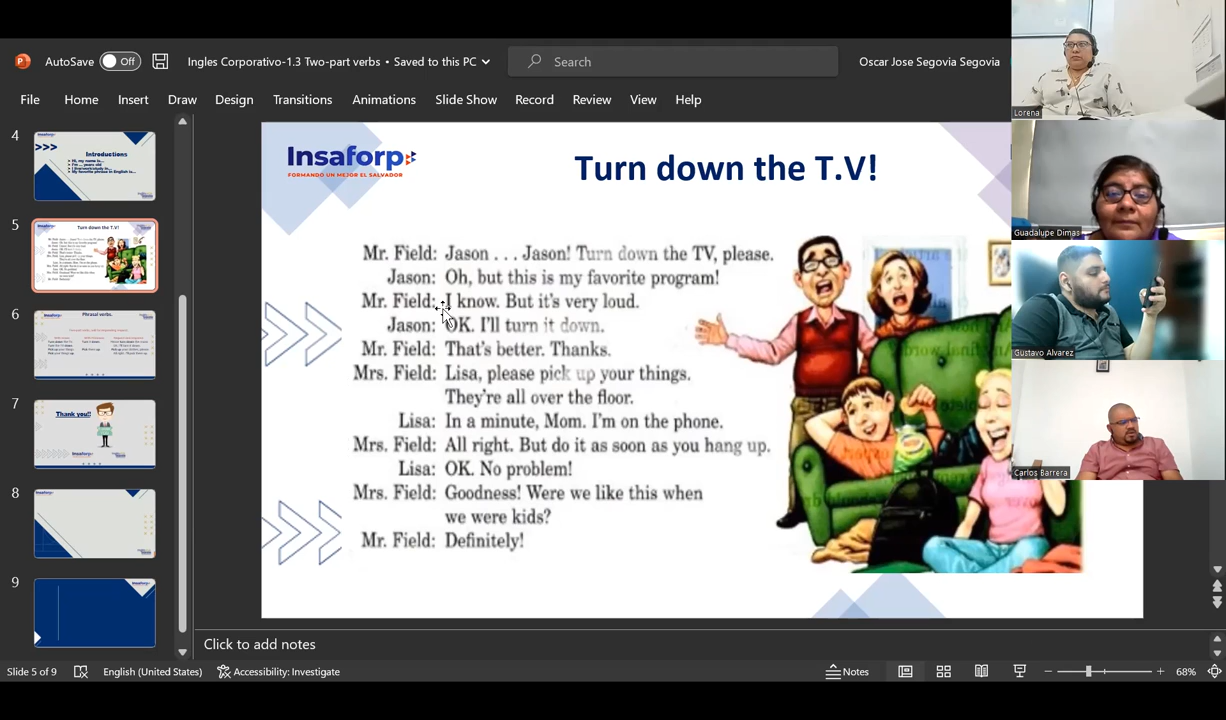 AutoSave Off Ingles Corporativo-1.3 Two-part verbs • Saved to this PC Search Oscar Jose Segovia Segovia
File Home Insert Draw Design Transitions Animations Slide Show Record Review View Help
4
Introductions
5
Turn down the T.V!
6
Phrasal verbs.
7
Thank you!!
8
9
Insaforp
FORMANDO UN MEJOR EL SALVADOR
Turn down the T.V!
Mr. Field: Jason . . . Jason! Turn down the TV, please.
Jason: Oh, but this is my favorite program!
Mr. Field: I know. But it's very loud.
Jason: OK. I'll turn it down.
Mr. Field: That's better. Thanks.
Mrs. Field: Lisa, please pick up your things.
They're all over the floor.
Lisa: In a minute, Mom. I'm on the phone.
Mrs. Field: All right. But do it as soon as you hang up.
Lisa: OK. No problem!
Mrs. Field: Goodness! Were we like this when
we were kids?
Mr. Field: Definitely!
Lorena
Guadalupe Dimas
Gustavo Alvarez
Carlos Barrera
Click to add notes
Slide 5 of 9 English (United States) Accessibility: Investigate Notes 68%